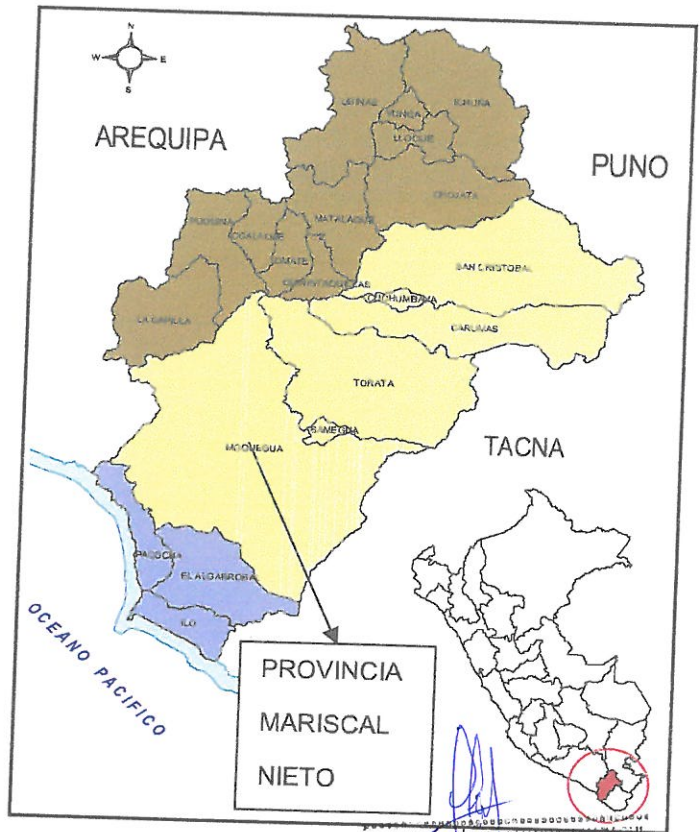 N
W E
S
AREQUIPA
PUNO
UBINAS
ICHUÑA
YUNGA
LLOQUE
CHOJATA
PUQUINA
COALAQUE
OMATE
MATALAQUE
LA CAPILLA
SAN CRISTOBAL
CUCHUMBAYA
CARUMAS
TORATA
SAMEGUA
MOQUEGUA
TACNA
PACOCHA
EL ALGARROBAL
ILO
OCEANO PACIFICO
PROVINCIA
MARISCAL
NIETO